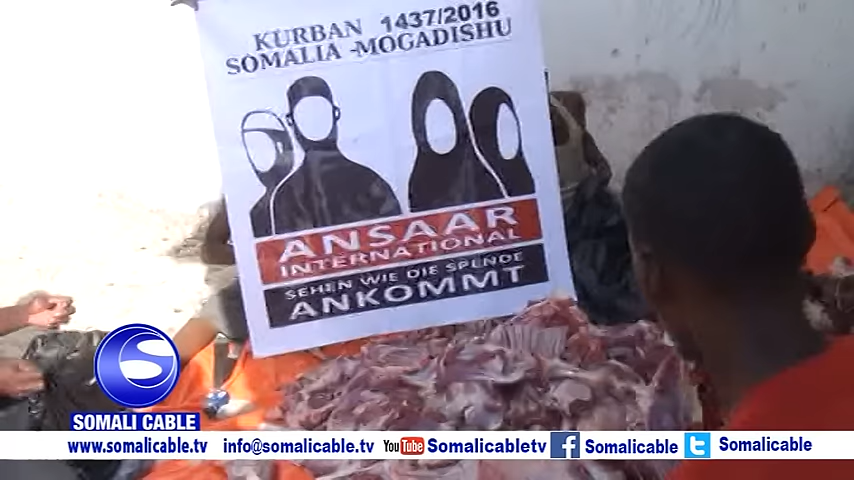 KURBAN 1437/2016
SOMALIA -MOGADISHU
ANSAAR
INTERNATIONAL
SEHEN WIE DIE SPENDE
ANKOMMT
S
SOMALI CABLE
www.somalicable.tv info@somalicable.tv YouTube Somalicabletv f Somalicable Somalicable